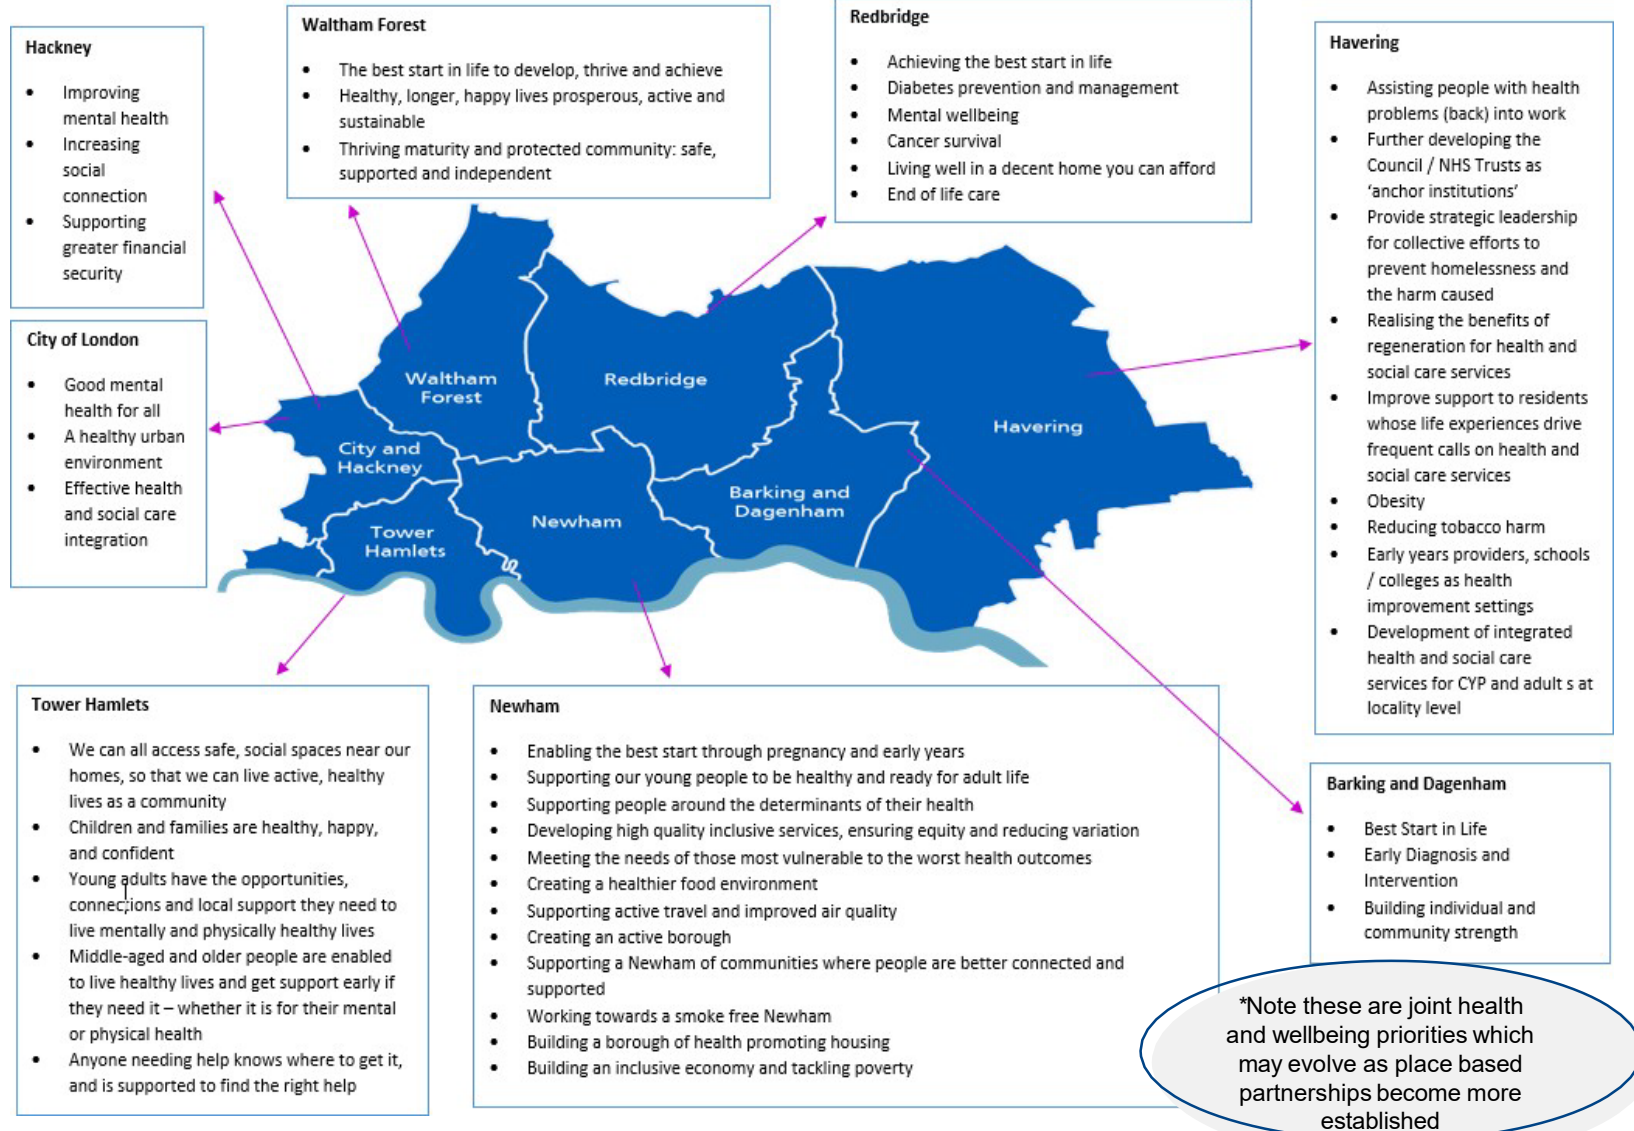 Hackney
• Improving
mental health
• Increasing
social
connection
• Supporting
greater financial
security
Waltham Forest
• The best start in life to develop, thrive and achieve
• Healthy, longer, happy lives prosperous, active and
sustainable
• Thriving maturity and protected community: safe,
supported and independent
Redbridge
• Achieving the best start in life
• Diabetes prevention and management
• Mental wellbeing
• Cancer survival
• Living well in a decent home you can afford
• End of life care
Havering
• Assisting people with health
problems (back) into work
• Further developing the
Council / NHS Trusts as
‘anchor institutions’
• Provide strategic leadership
for collective efforts to
prevent homelessness and
the harm caused
• Realising the benefits of
regeneration for health and
social care services
• Improve support to residents
whose life experiences drive
frequent calls on health and
social care services
• Obesity
• Reducing tobacco harm
• Early years providers, schools
/ colleges as health
improvement settings
• Development of integrated
health and social care
services for CYP and adult s at
locality level
City of London
• Good mental
health for all
• A healthy urban
environment
• Effective health
and social care
integration
Waltham
Forest
Redbridge
Havering
City and
Hackney
Barking and
Dagenham
Newham
Tower
Hamlets
Tower Hamlets
• We can all access safe, social spaces near our
homes, so that we can live active, healthy
lives as a community
• Children and families are healthy, happy,
and confident
• Young adults have the opportunities,
connections and local support they need to
live mentally and physically healthy lives
• Middle-aged and older people are enabled
to live healthy lives and get support early if
they need it – whether it is for their mental
or physical health
• Anyone needing help knows where to get it,
and is supported to find the right help
Newham
• Enabling the best start through pregnancy and early years
• Supporting our young people to be healthy and ready for adult life
• Supporting people around the determinants of their health
• Developing high quality inclusive services, ensuring equity and reducing variation
• Meeting the needs of those most vulnerable to the worst health outcomes
• Creating a healthier food environment
• Supporting active travel and improved air quality
• Creating an active borough
• Supporting a Newham of communities where people are better connected and
supported
• Working towards a smoke free Newham
• Building a borough of health promoting housing
• Building an inclusive economy and tackling poverty
Barking and Dagenham
• Best Start in Life
• Early Diagnosis and
Intervention
• Building individual and
community strength
*Note these are joint health
and wellbeing priorities which
may evolve as place based
partnerships become more
established